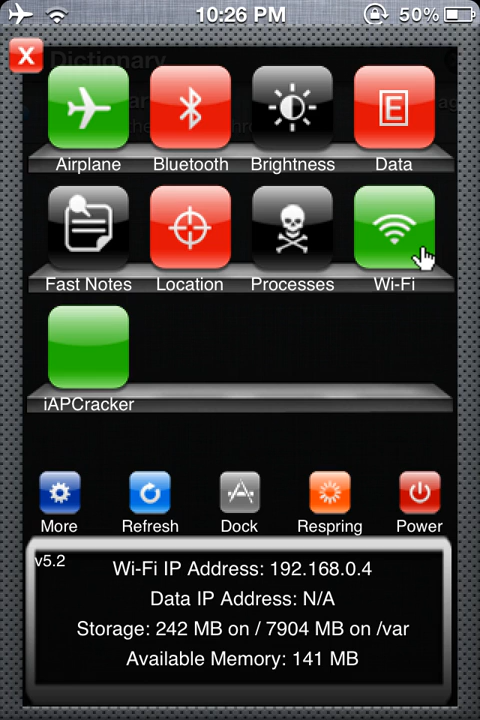 10:26 PM 50%
X
Dictionary
E
Airplane Bluetooth Brightness Data
Fast Notes Location Processes Wi-Fi
iAPCracker
More Refresh Dock Respring Power
v5.2
Wi-Fi IP Address: 192.168.0.4
Data IP Address: N/A
Storage: 242 MB on / 7904 MB on /var
Available Memory: 141 MB